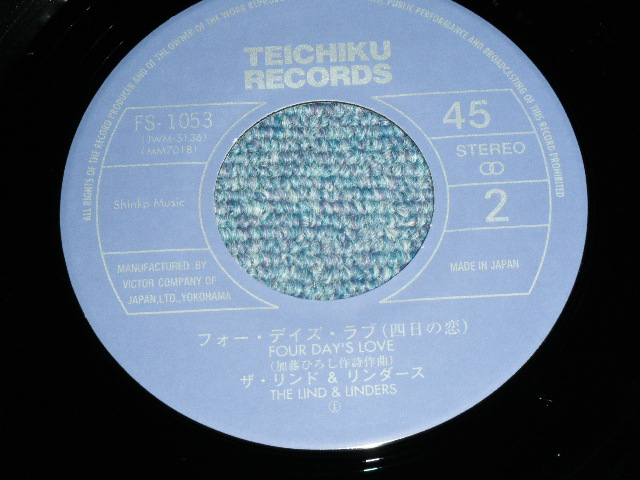 ALL RIGHTS OF THE RECORD PRODUCER AND OF THE OWNER OF THE WORK PUBLIC PERFORMANCE AND BROADCASTING OF THIS RECORD PROHIBITED
TEICHIKU
RECORDS
FS-1053
(JWM-3136)
(MM7018)
45
STEREO
Shinko Music
2
MANUFACTURED BY
VICTOR COMPANY OF
JAPAN,LTD.,YOKOHAMA
MADE IN JAPAN
フォー・デイズ・ラブ(四日の恋)
FOUR DAY'S LOVE
(加藤ひろし作詩作曲)
ザ・リンド & リンダース
THE LIND & LINDERS